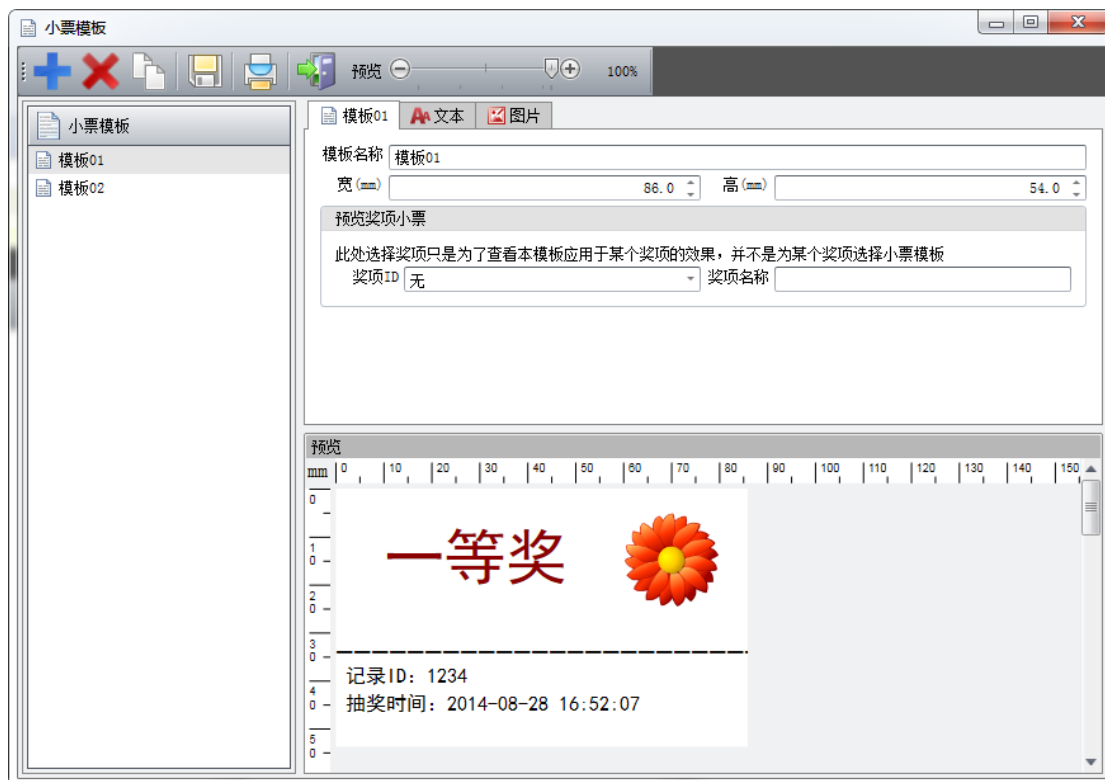 小票模板
预览 100%
小票模板
模板01
模板02
模板01 文本 图片
模板名称 模板01
宽(mm) 86.0 高(mm) 54.0
预览奖项小票
此处选择奖项只是为了查看本模板应用于某个奖项的效果，并不是为某个奖项选择小票模板
奖项ID 无 奖项名称
预览
mm 0 10 20 30 40 50 60 70 80 90 100 110 120 130 140 150
0
10
20
30
40
50
一等奖
记录ID：1234
抽奖时间：2014-08-28 16:52:07